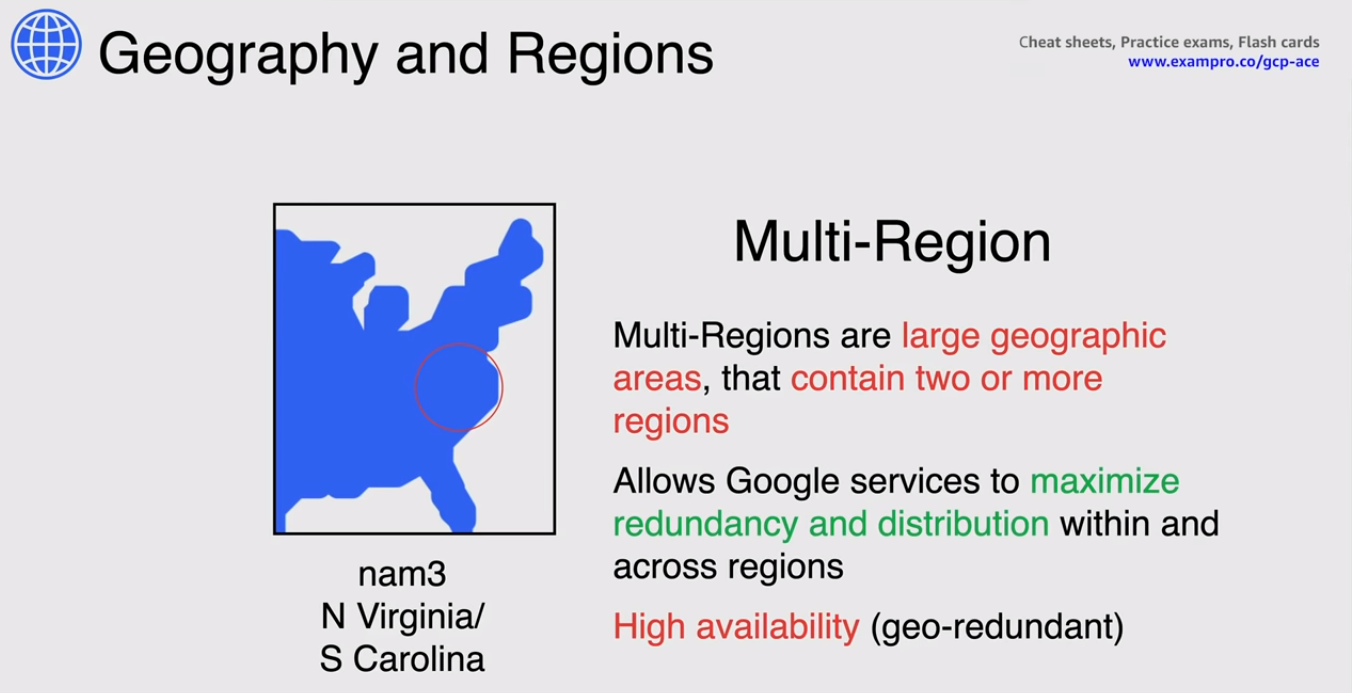 Geography and Regions
Cheat sheets, Practice exams, Flash cards
www.exampro.co/gcp-ace
Multi-Region
Multi-Regions are large geographic
areas, that contain two or more
regions
Allows Google services to maximize
redundancy and distribution within and
across regions
High availability (geo-redundant)
nam3
N Virginia/
S Carolina